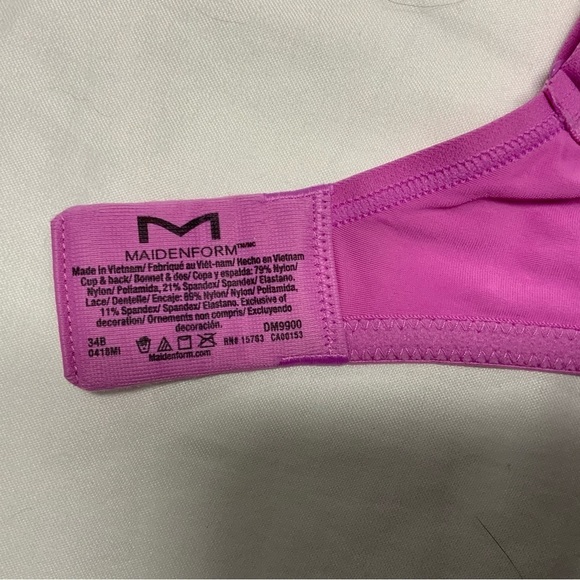 M
MAIDENFORM™/MC
Made in Vietnam/ Fabriqué au Viêt-nam/ Hecho en Vietnam
Cup & back/ Bonnet & dos/ Copa y espalda: 79% Nylon/
Nylon/ Poliamida, 21% Spandex/ Spandex/ Elastano.
Lace/ Dentelle/ Encaje: 89% Nylon/ Nylon/ Poliamida,
11% Spandex/ Spandex/ Elastano. Exclusive of
decoration/ Ornements non compris/ Excluyendo
decoración.
34B DM9900
0418MI RN# 15763 CA00153
Maidenform.com